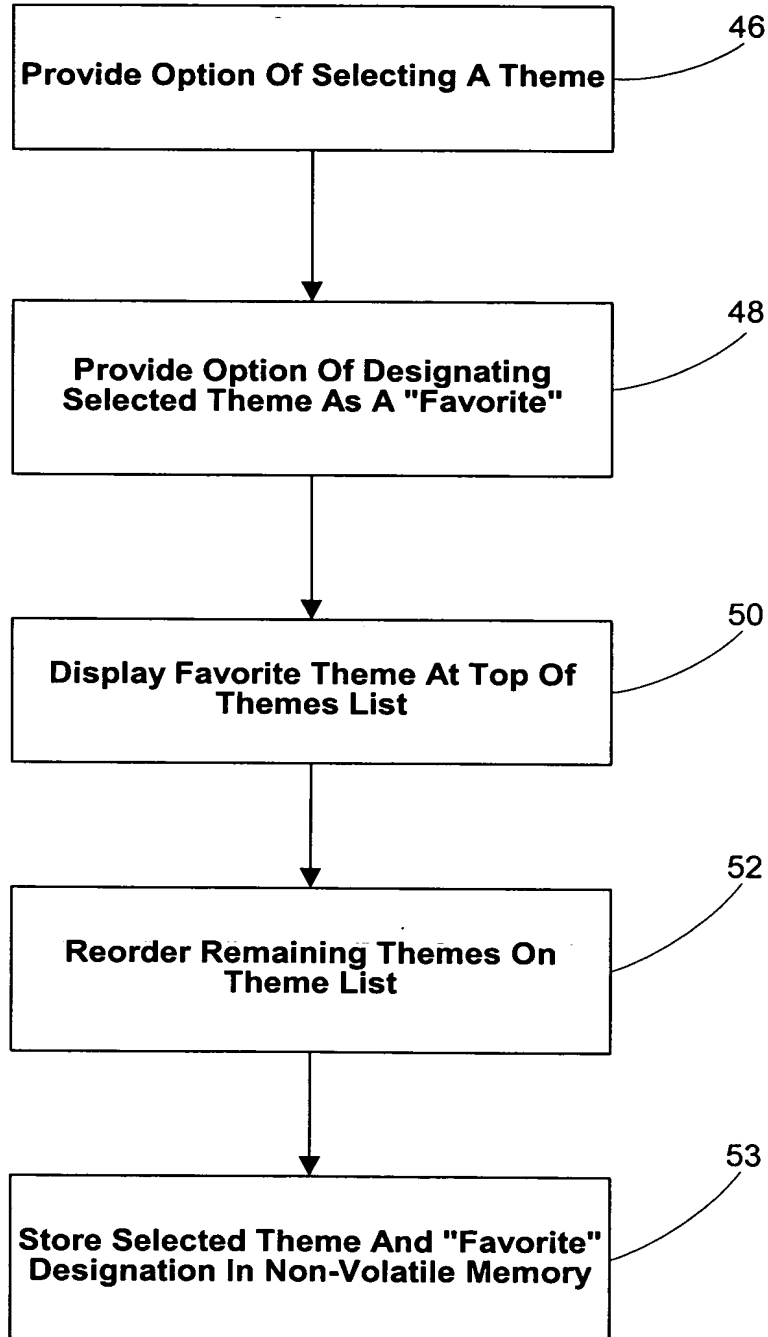 46
Provide Option Of Selecting A Theme
48
Provide Option Of Designating
Selected Theme As A "Favorite"
50
Display Favorite Theme At Top Of
Themes List
52
Reorder Remaining Themes On
Theme List
53
Store Selected Theme And "Favorite"
Designation In Non-Volatile Memory